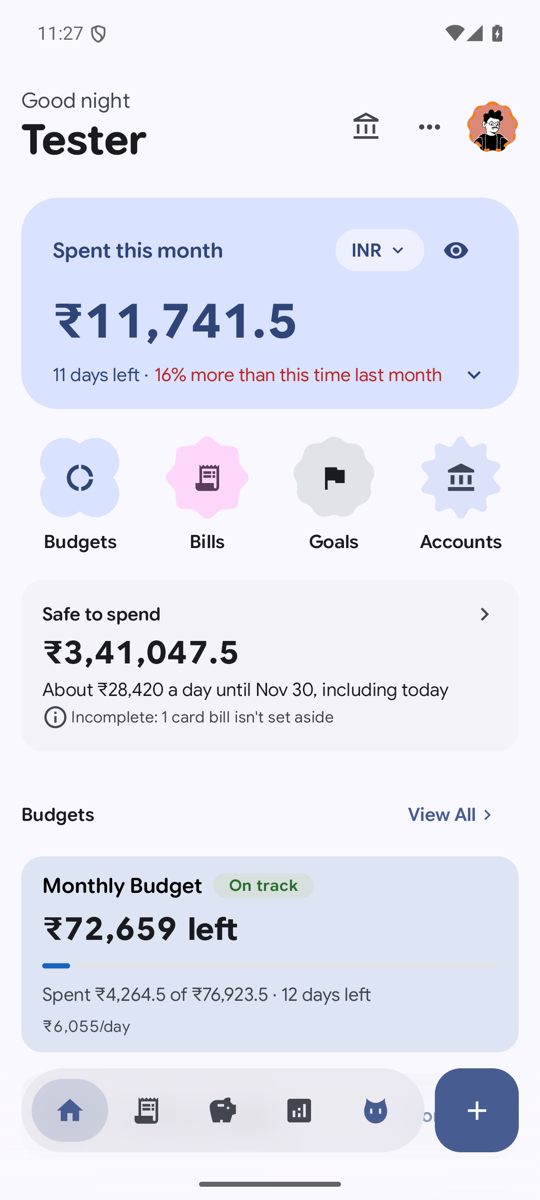 11:27
Good night
Tester
Spent this month
INR
₹11,741.5
11 days left · 16% more than this time last month
Budgets
Bills
Goals
Accounts
Safe to spend
₹3,41,047.5
About ₹28,420 a day until Nov 30, including today
Incomplete: 1 card bill isn't set aside
Budgets
View All
Monthly Budget
On track
₹72,659 left
Spent ₹4,264.5 of ₹76,923.5 · 12 days left
₹6,055/day